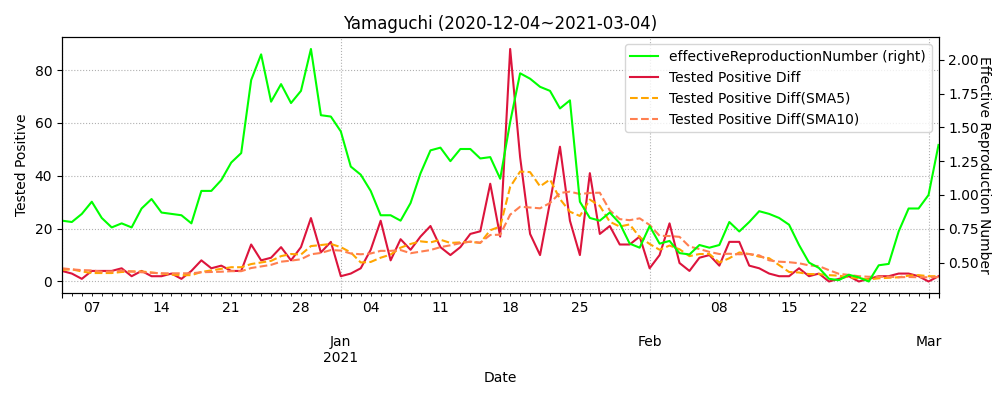 Yamaguchi (2020-12-04~2021-03-04)
effectiveReproductionNumber (right)
Tested Positive Diff
Tested Positive Diff(SMA5)
Tested Positive Diff(SMA10)
Tested Positive
80
60
40
20
0
2.00
1.75
1.50
1.25
1.00
0.75
0.50
Effective Reproduction Number
07 14 21 28 04 11 18 25 08 15 22
Jan Feb Mar
2021
Date